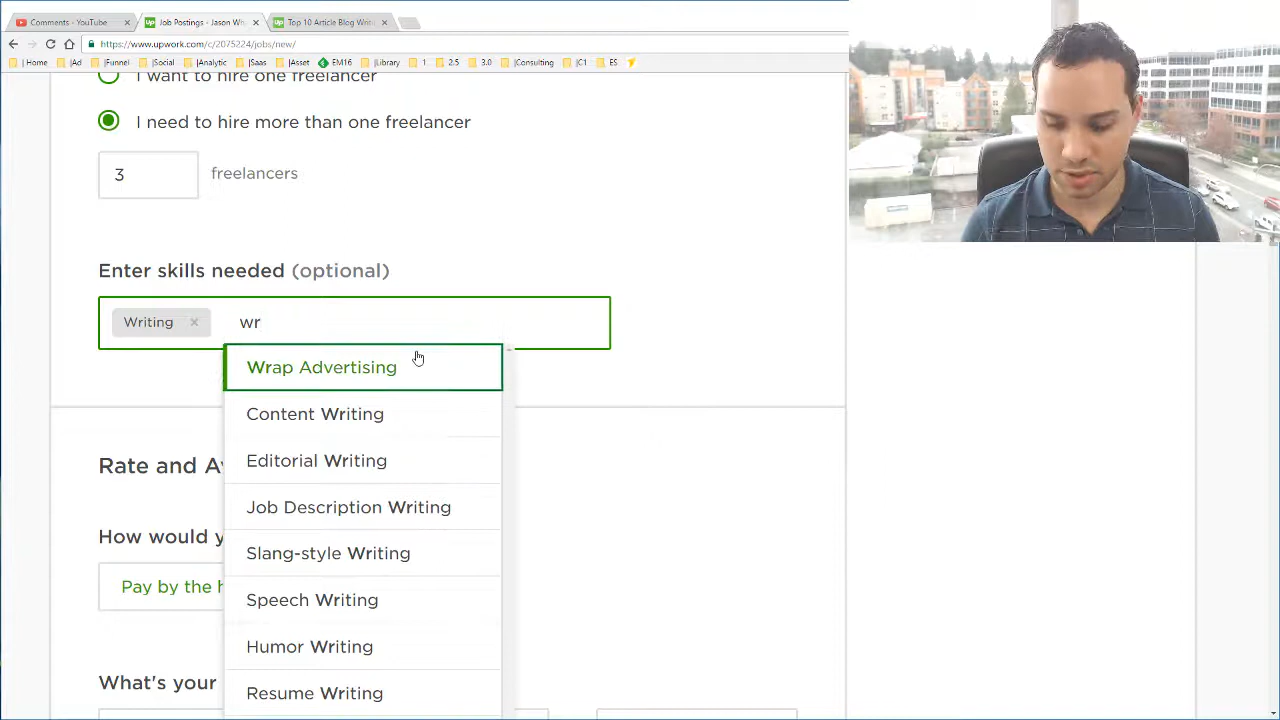 Comments - YouTube
Job Postings - Jason Wha
Top 10 Article Blog Writ
https://www.upwork.com/c/2075224/jobs/new/
| Home
|Ad
|Funnel
|Social
|Analytic
|Saas
|Asset
EM16
|Library
1
2.5
3.0
|Consulting
|C1
ES
I want to hire one freelancer
I need to hire more than one freelancer
3
freelancers
Enter skills needed (optional)
Writing ×
wr
Wrap Advertising
Content Writing
Editorial Writing
Job Description Writing
Slang-style Writing
Speech Writing
Humor Writing
Resume Writing
Rate and Av
How would y
Pay by the h
What's your